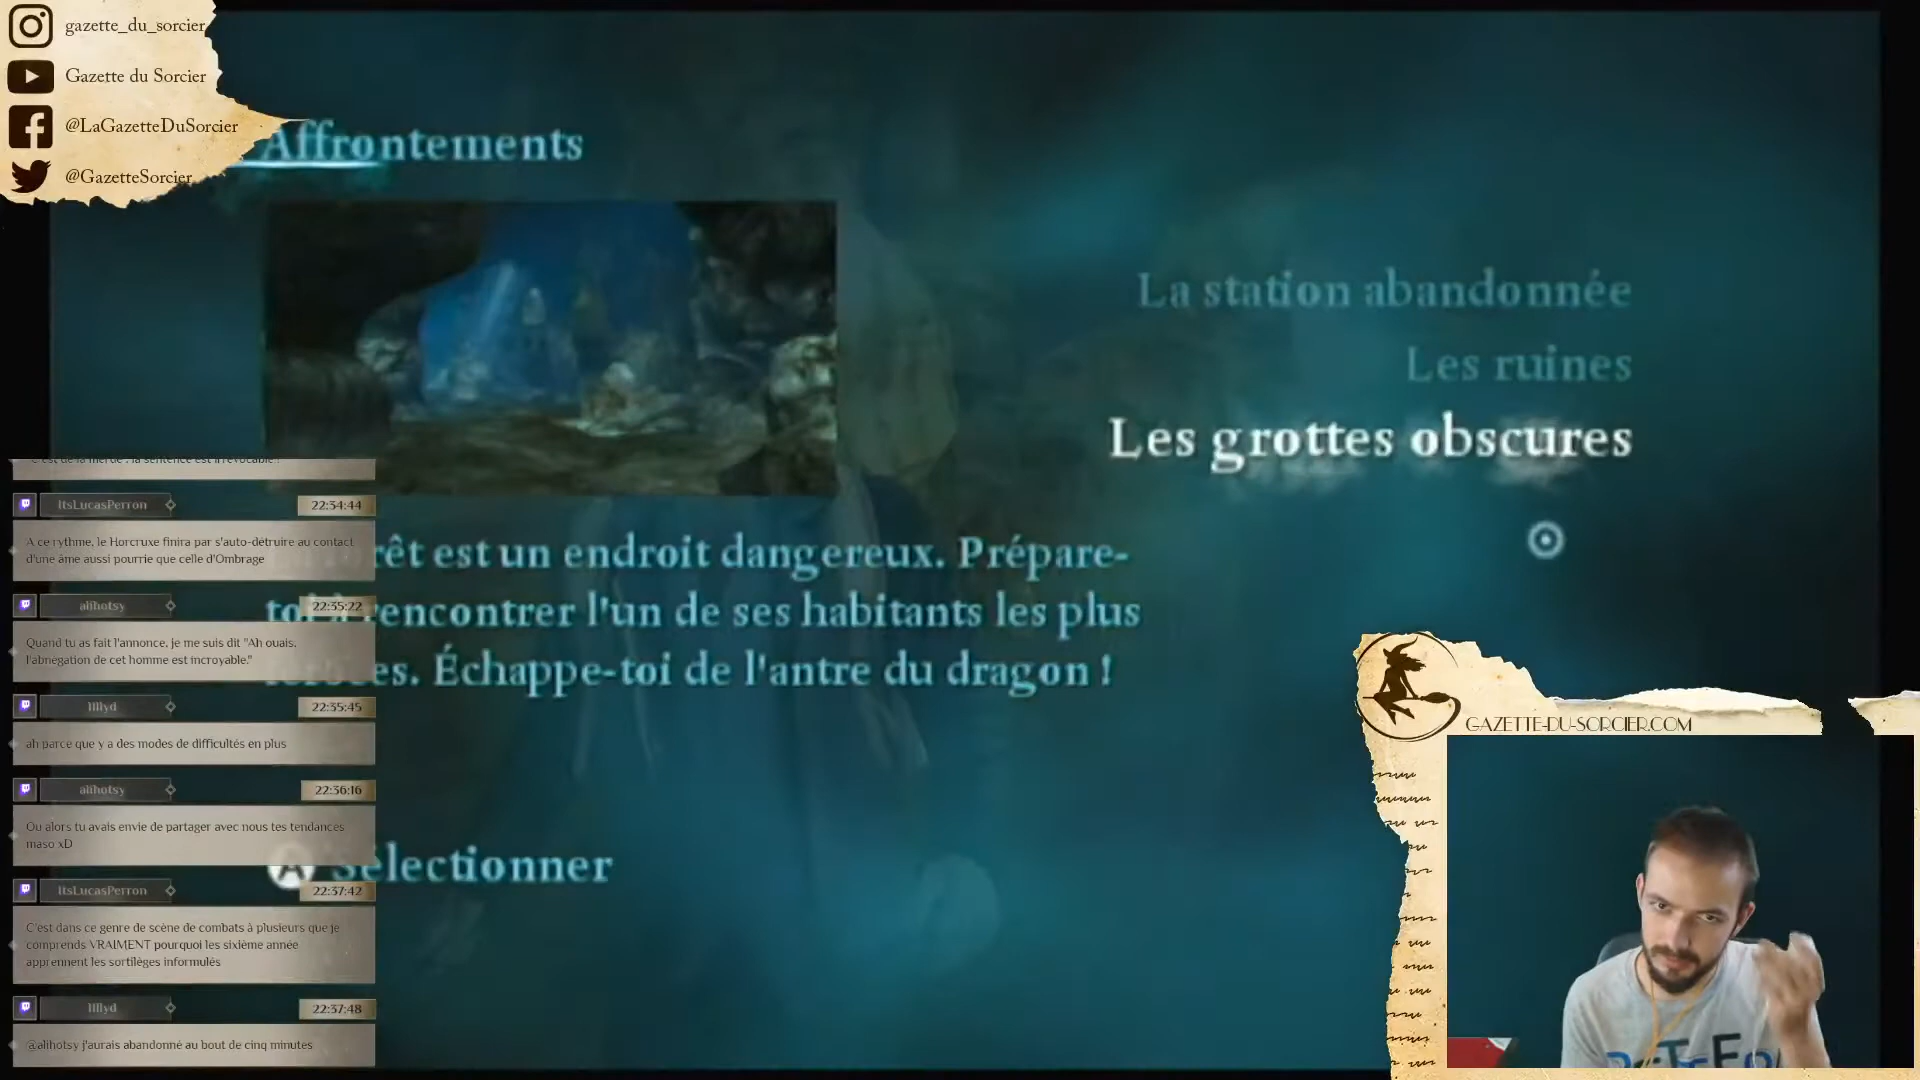 gazette_du_sorcier
Gazette du Sorcier
@LaGazetteDuSorcier
@GazetteSorcier
Affrontements
La station abandonnée
Les ruines
Les grottes obscures
rêt est un endroit dangereux. Prépare-
rencontrer l'un de ses habitants les plus
es. Échappe-toi de l'antre du dragon !
A Sélectionner
ItsLucasPerron 22:34:44
A ce rythme, le Horcruxe finira par s'auto-détruire au contact
d'une âme aussi pourrie que celle d'Ombrage
alihotsy 22:35:22
Quand tu as fait l'annonce, je me suis dit "Ah ouais,
l'abnégation de cet homme est incroyable."
lillyd 22:35:45
ah parce que y a des modes de difficultés en plus
alihotsy 22:36:16
Ou alors tu avais envie de partager avec nous tes tendances
maso xD
ItsLucasPerron 22:37:42
C'est dans ce genre de scène de combats à plusieurs que je
comprends VRAIMENT pourquoi les sixième année
apprennent les sortilèges informulés
lillyd 22:37:48
@alihotsy j'aurais abandonné au bout de cinq minutes
GAZETTE-DU-SORCIER.COM